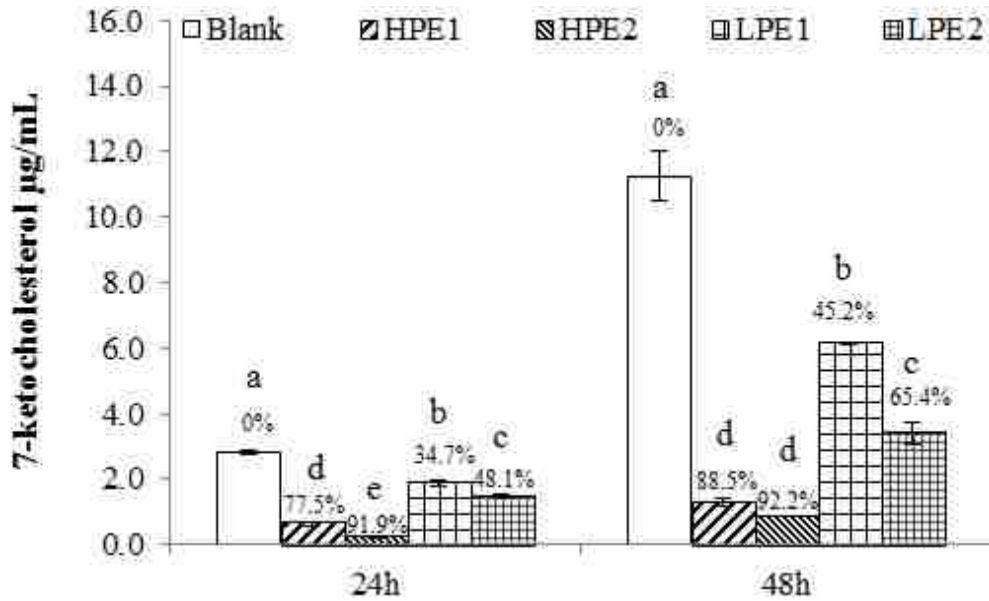 16.0
Blank HPE1 HPE2 LPE1 LPE2
14.0
12.0
10.0
8.0
6.0
4.0
2.0
0.0
7-ketocholesterol µg/mL
a
0%
d
77.5%
e
91.9%
b
34.7%
c
48.1%
a
0%
d
88.5%
d
92.2%
b
45.2%
c
65.4%
24h 48h